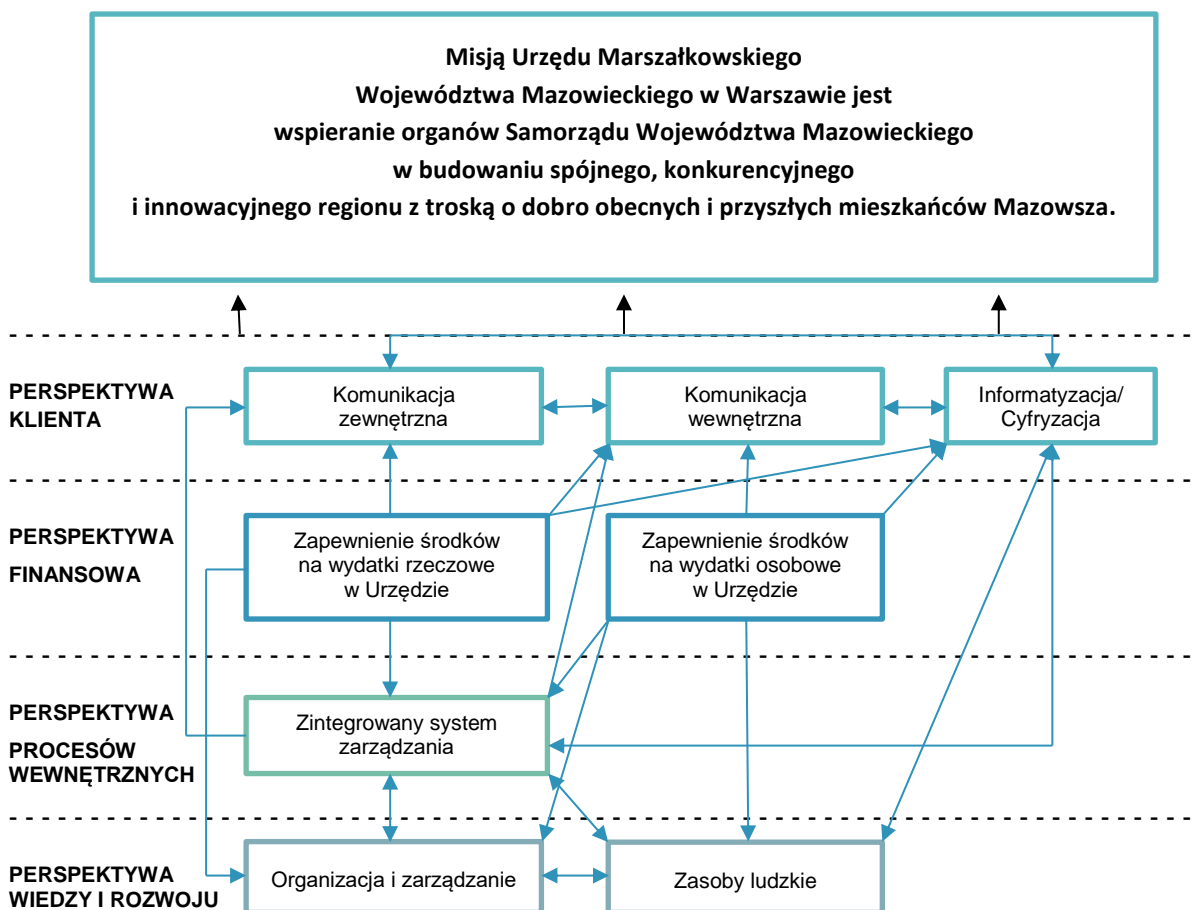 Misją Urzędu Marszałkowskiego
Województwa Mazowieckiego w Warszawie jest
wspieranie organów Samorządu Województwa Mazowieckiego
w budowaniu spójnego, konkurencyjnego
i innowacyjnego regionu z troską o dobro obecnych i przyszłych mieszkańców Mazowsza.
PERSPEKTYWA
KLIENTA
Komunikacja
zewnętrzna
Komunikacja
wewnętrzna
Informatyzacja/
Cyfryzacja
PERSPEKTYWA
FINANSOWA
Zapewnienie środków
na wydatki rzeczowe
w Urzędzie
Zapewnienie środków
na wydatki osobowe
w Urzędzie
PERSPEKTYWA
PROCESÓW
WEWNĘTRZNYCH
Zintegrowany system
zarządzania
PERSPEKTYWA
WIEDZY I ROZWOJU
Organizacja i zarządzanie
Zasoby ludzkie